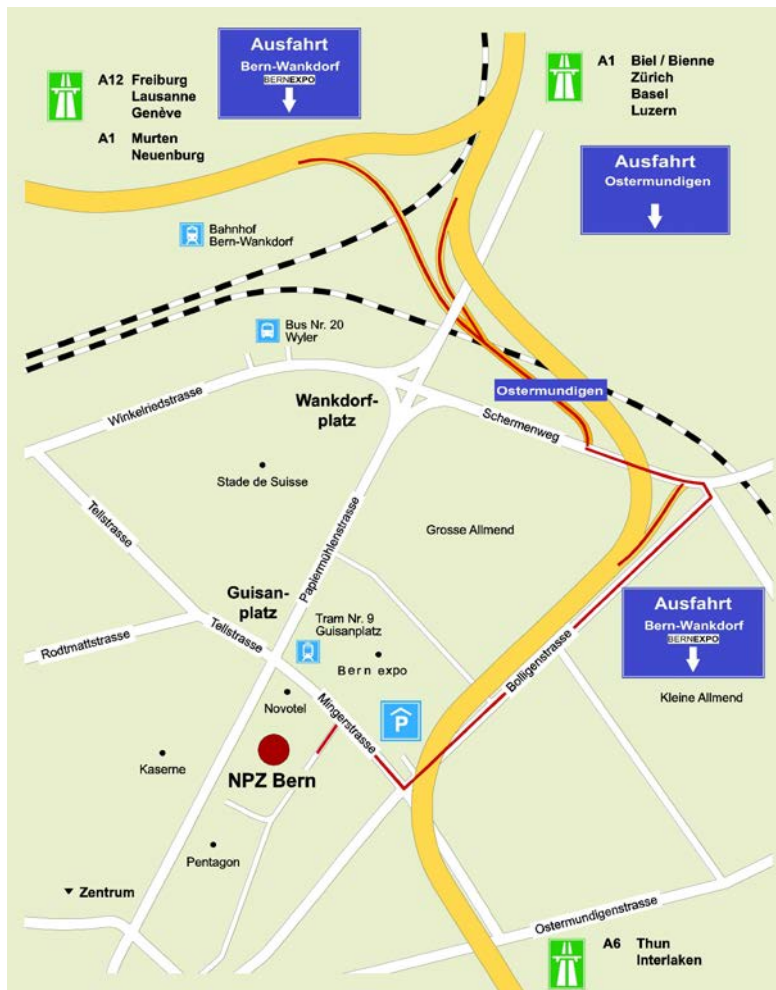 Ausfahrt
Bern-Wankdorf
BERNEXPO
A12 Freiburg
Lausanne
Genève
A1 Murten
Neuenburg
A1 Biel / Bienne
Zürich
Basel
Luzern
Ausfahrt
Ostermundigen
Bahnhof
Bern-Wankdorf
Bus Nr. 20
Wyler
Ostermundigen
Winkelriedstrasse
Wankdorf-
platz
Schermenweg
Stade de Suisse
Tellstrasse
Papiermühlenstrasse
Grosse Allmend
Guisan-
platz
Tellstrasse
Rodtmattstrasse
Tram Nr. 9
Guisanplatz
Bern expo
Ausfahrt
Bern-Wankdorf
BERNEXPO
Bolligenstrasse
Kleine Allmend
Novotel
Mingerstrasse
P
Kaserne
NPZ Bern
Pentagon
Zentrum
Ostermundigenstrasse
A6 Thun
Interlaken